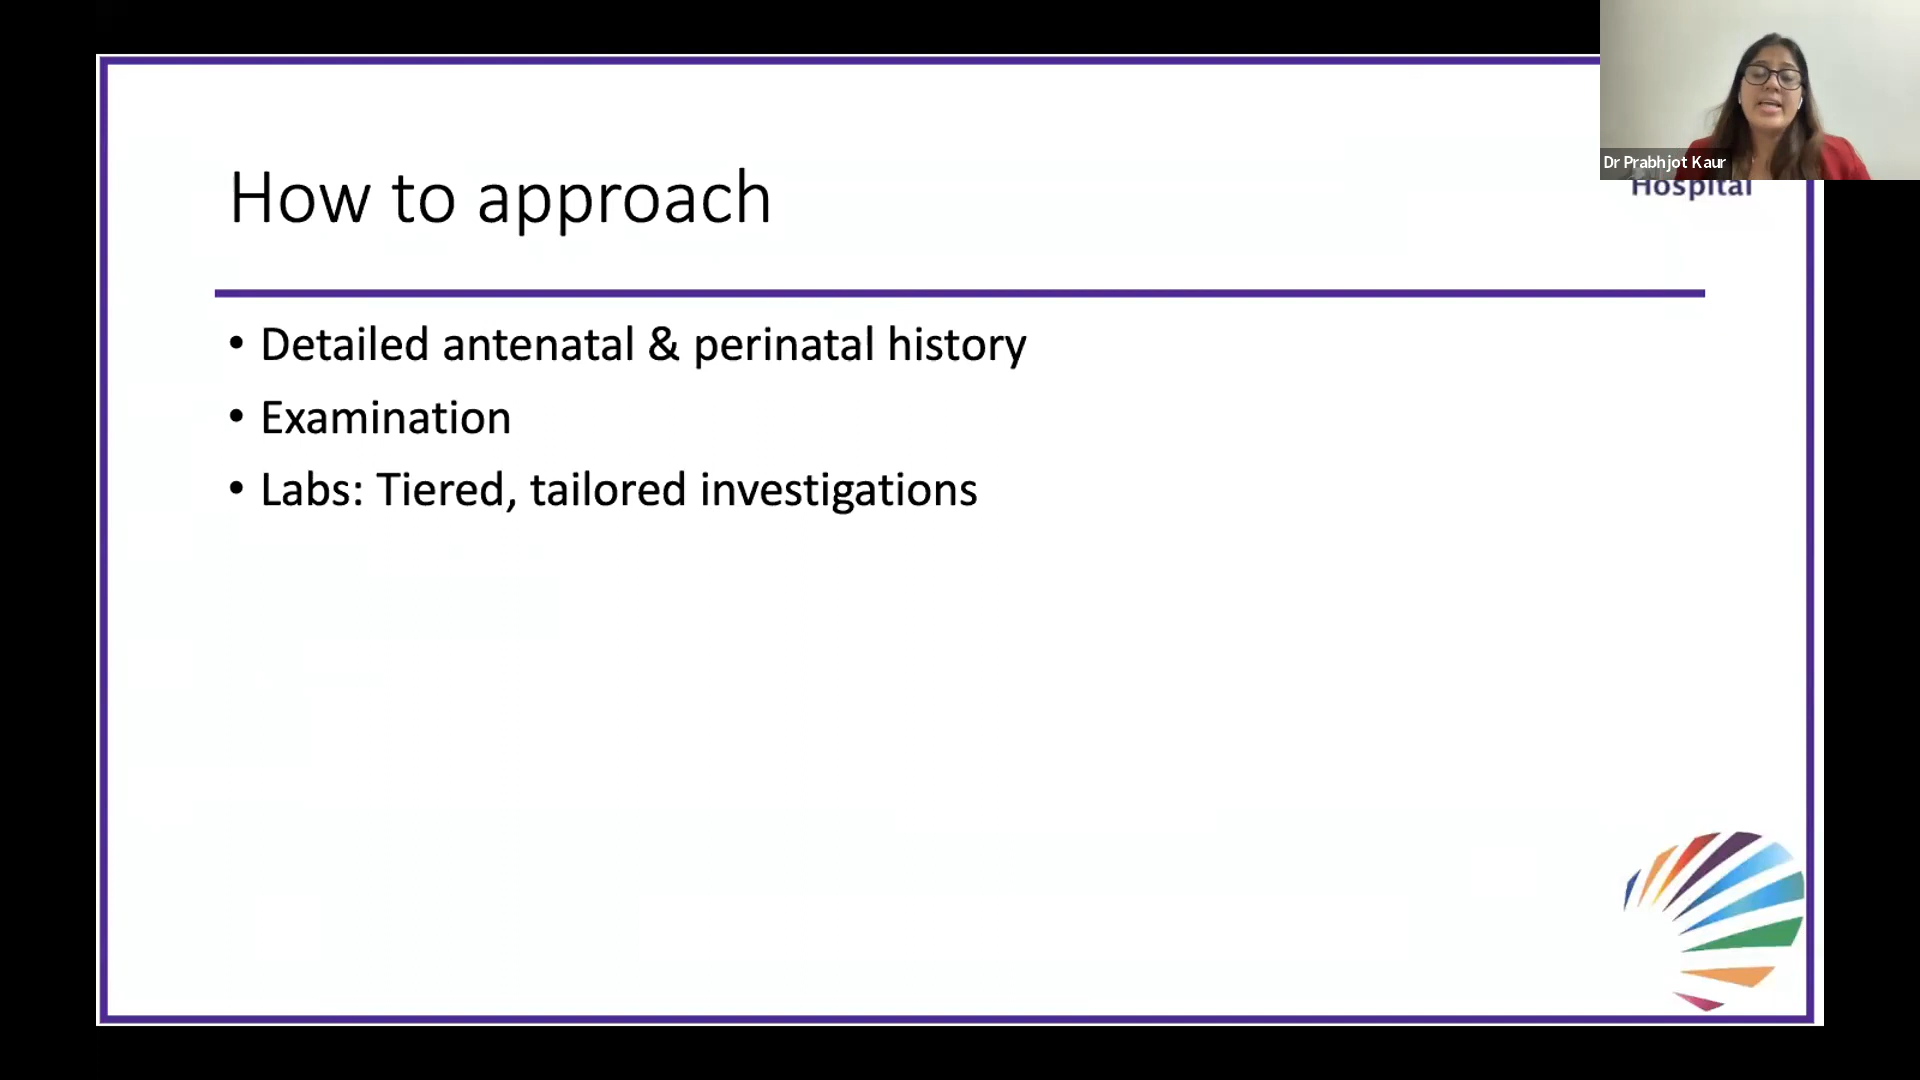 Dr Prabhjot Kaur
Hospital
How to approach
• Detailed antenatal & perinatal history
• Examination
• Labs: Tiered, tailored investigations